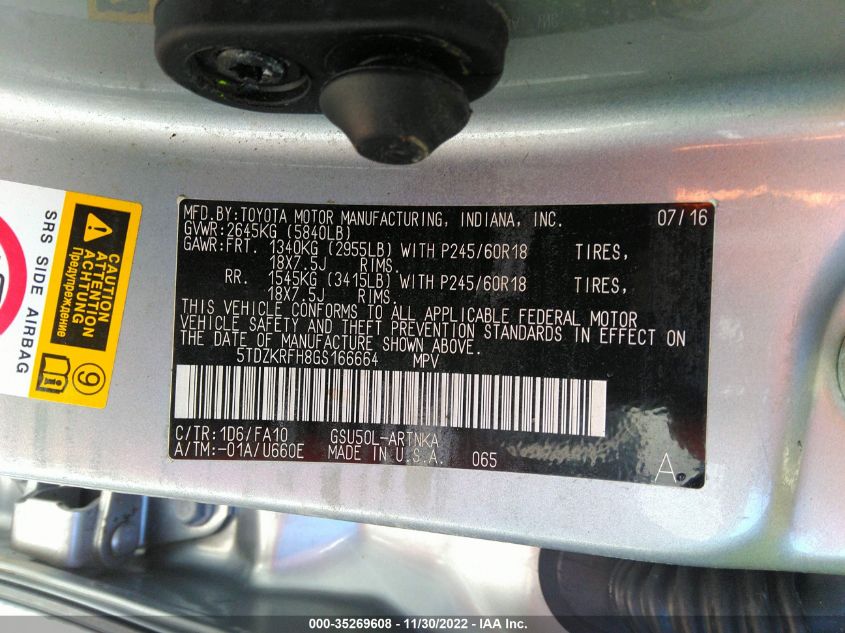 MFD.BY:TOYOTA MOTOR MANUFACTURING, INDIANA, INC. 07/16
GVWR:2645KG (5840LB)
GAWR:FRT. 1340KG (2955LB) WITH P245/60R18 TIRES,
18X7.5J RIMS.
RR. 1545KG (3415LB) WITH P245/60R18 TIRES,
18X7.5J RIMS.
THIS VEHICLE CONFORMS TO ALL APPLICABLE FEDERAL MOTOR
VEHICLE SAFETY AND THEFT PREVENTION STANDARDS IN EFFECT ON
THE DATE OF MANUFACTURE SHOWN ABOVE.
5TDZKRFH8GS166664 MPV
C/TR:1D6/FA10 GSU50L-ARTNKA
A/TM:-01A/U660E MADE IN U.S.A. 065
A
SRS SIDE AIRBAG
CAUTION
ATTENTION
ACHTUNG
Предупреждение
9
000-35269608 - 11/30/2022 - IAA Inc.